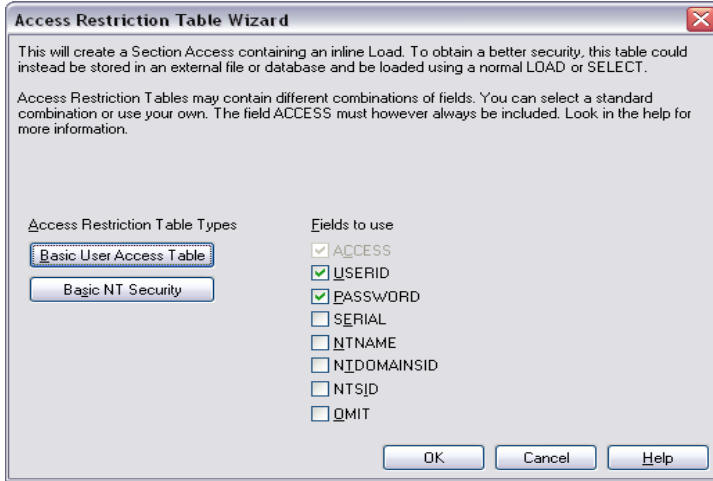 Access Restriction Table Wizard
This will create a Section Access containing an inline Load. To obtain a better security, this table could
instead be stored in an external file or database and be loaded using a normal LOAD or SELECT.
Access Restriction Tables may contain different combinations of fields. You can select a standard
combination or use your own. The field ACCESS must however always be included. Look in the help for
more information.
Access Restriction Table Types
Basic User Access Table
Basic NT Security
Fields to use
ACCESS
USERID
PASSWORD
SERIAL
NTNAME
NTDOMAINSID
NTSID
OMIT
OK
Cancel
Help